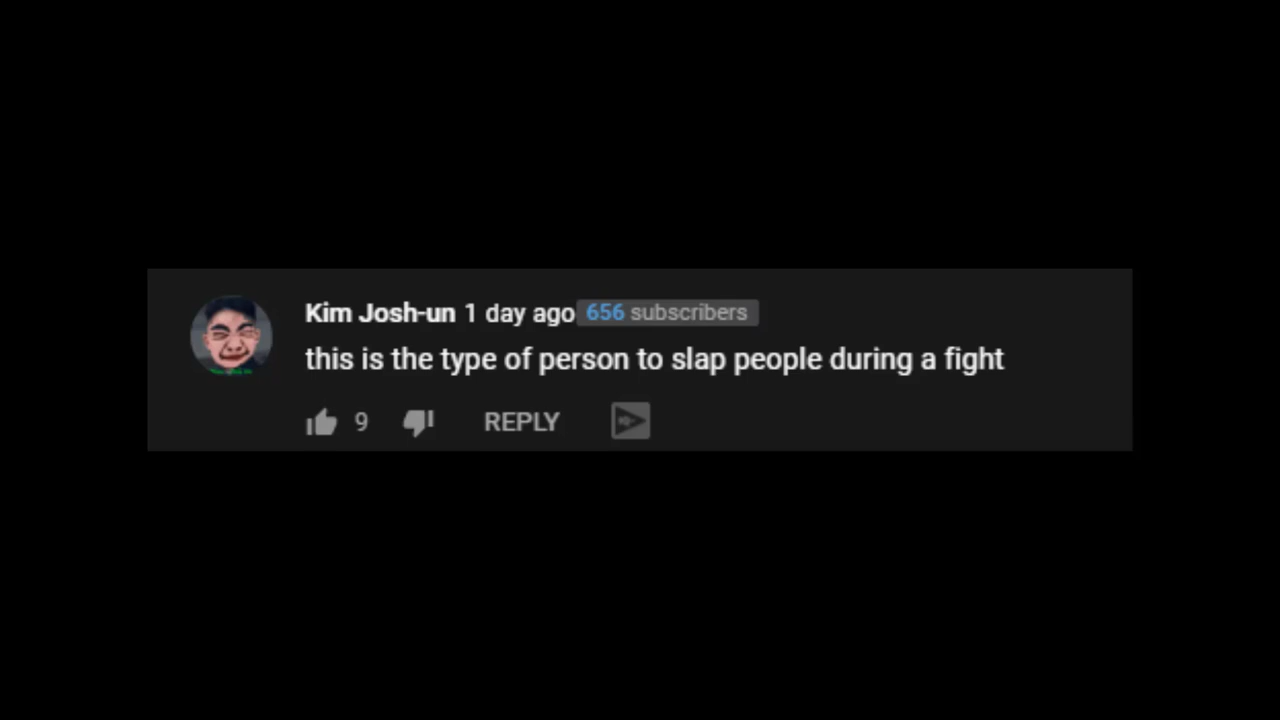 Kim Josh-un 1 day ago 656 subscribers
this is the type of person to slap people during a fight
9 REPLY